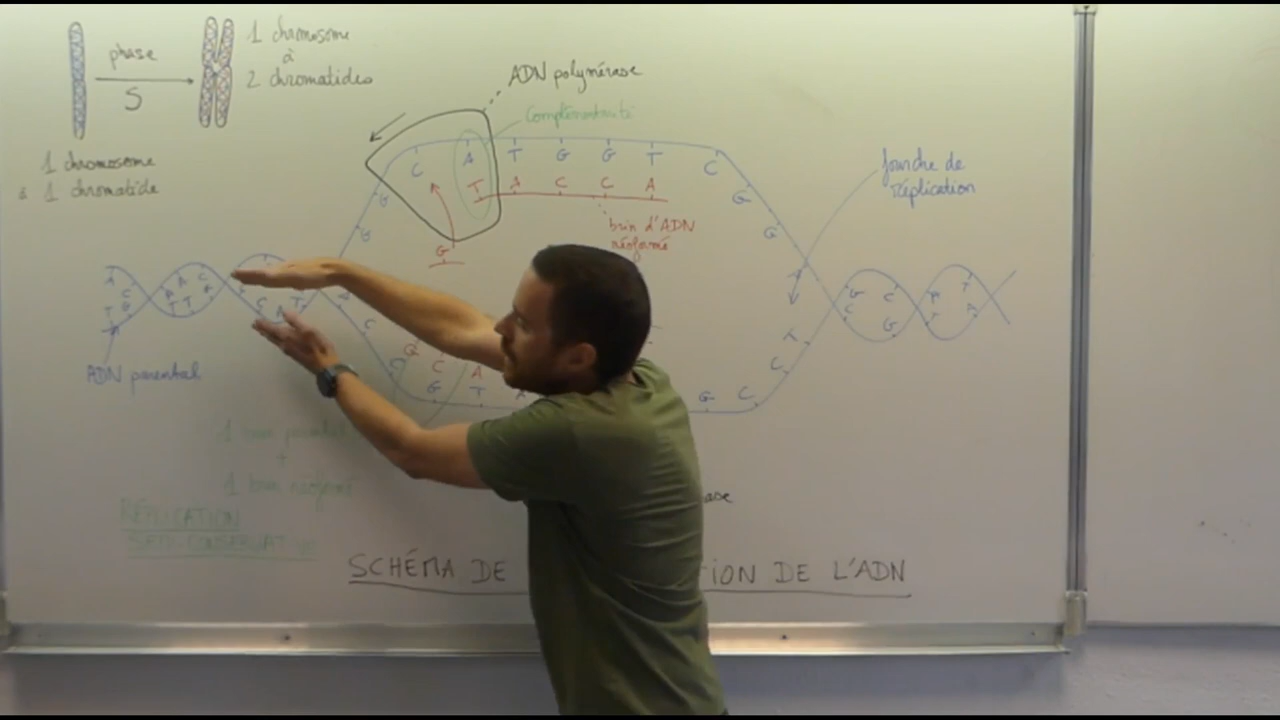 phase
S
1 chromosome
à
2 chromatides
1 chromosome
à 1 chromatide
ADN polymérase
Complémentarité
C A T G G T C
T A C C A
G
G
G
G
G
brin d'ADN
néoformé
fourche de
réplication
ADN parental
A
C
C
T
G C C
C A
G T
1 brin parental
+
1 brin néoformé
RÉPLICATION
SEMI CONSERVATIVE
ase
SCHÉMA DE TION DE L'ADN